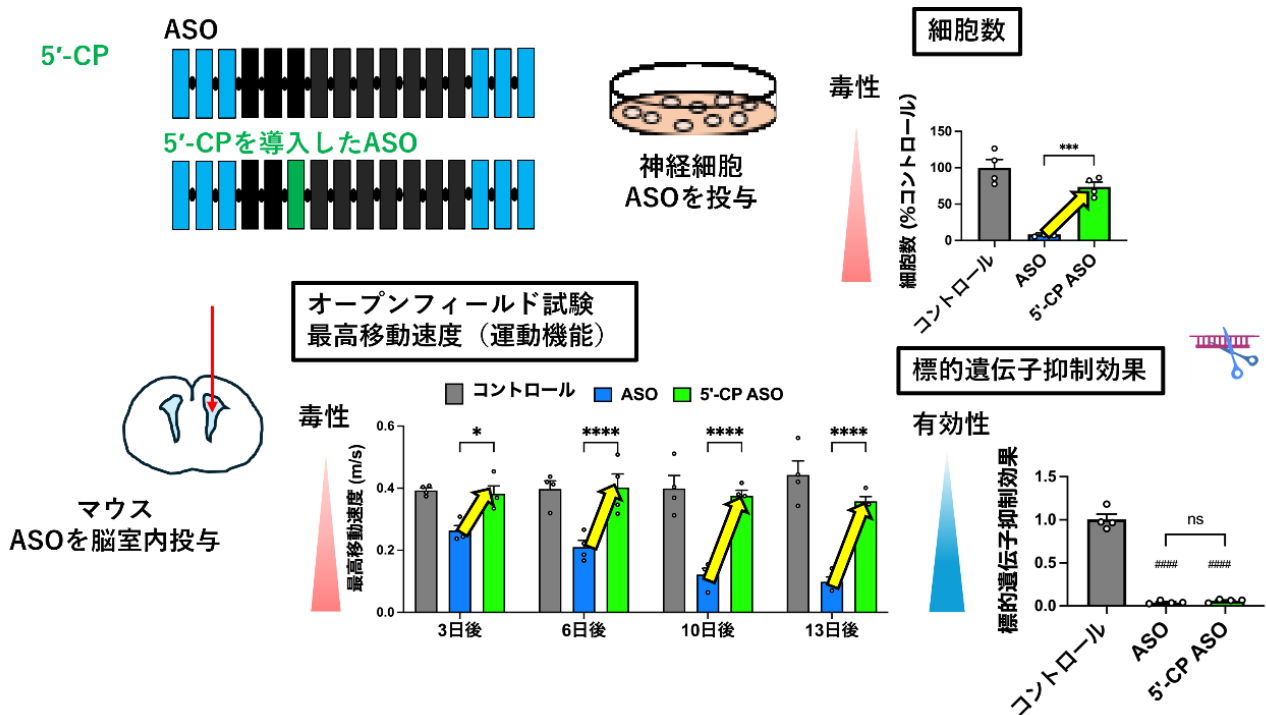 5′-CP
ASO
5′-CPを導入したASO
神経細胞
ASOを投与
細胞数
毒性
細胞数 (%コントロール)
150
100
50
0
***
コントロール
ASO
5'-CP ASO
オープンフィールド試験
最高移動速度（運動機能）
マウス
ASOを脳室内投与
毒性
コントロール
ASO
5'-CP ASO
最高移動速度 (m/s)
0.6
0.4
0.2
0.0
*
****
****
****
3日後
6日後
10日後
13日後
標的遺伝子抑制効果
有効性
標的遺伝子抑制効果
1.5
1.0
0.5
0.0
ns
####
####
コントロール
ASO
5'-CP ASO